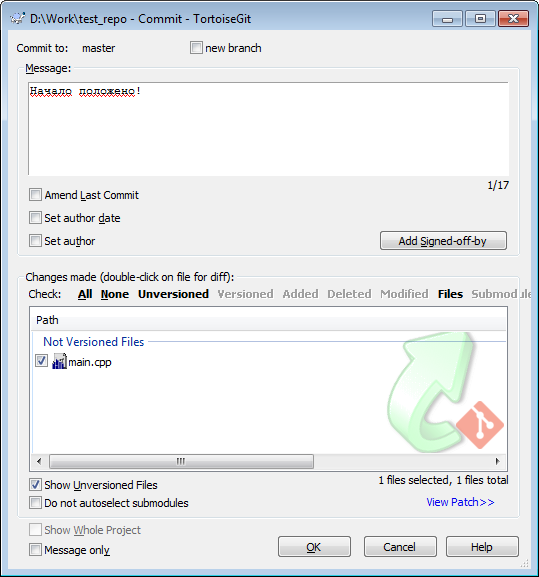 D:\Work\test_repo - Commit - TortoiseGit
Commit to: master new branch
Message:
Начало положено!
1/17
Amend Last Commit
Set author date
Set author
Add Signed-off-by
Changes made (double-click on file for diff):
Check: All None Unversioned Versioned Added Deleted Modified Files Submodule
Path
Not Versioned Files
main.cpp
Show Unversioned Files
1 files selected, 1 files total
Do not autoselect submodules
View Patch>>
Show Whole Project
Message only
OK Cancel Help